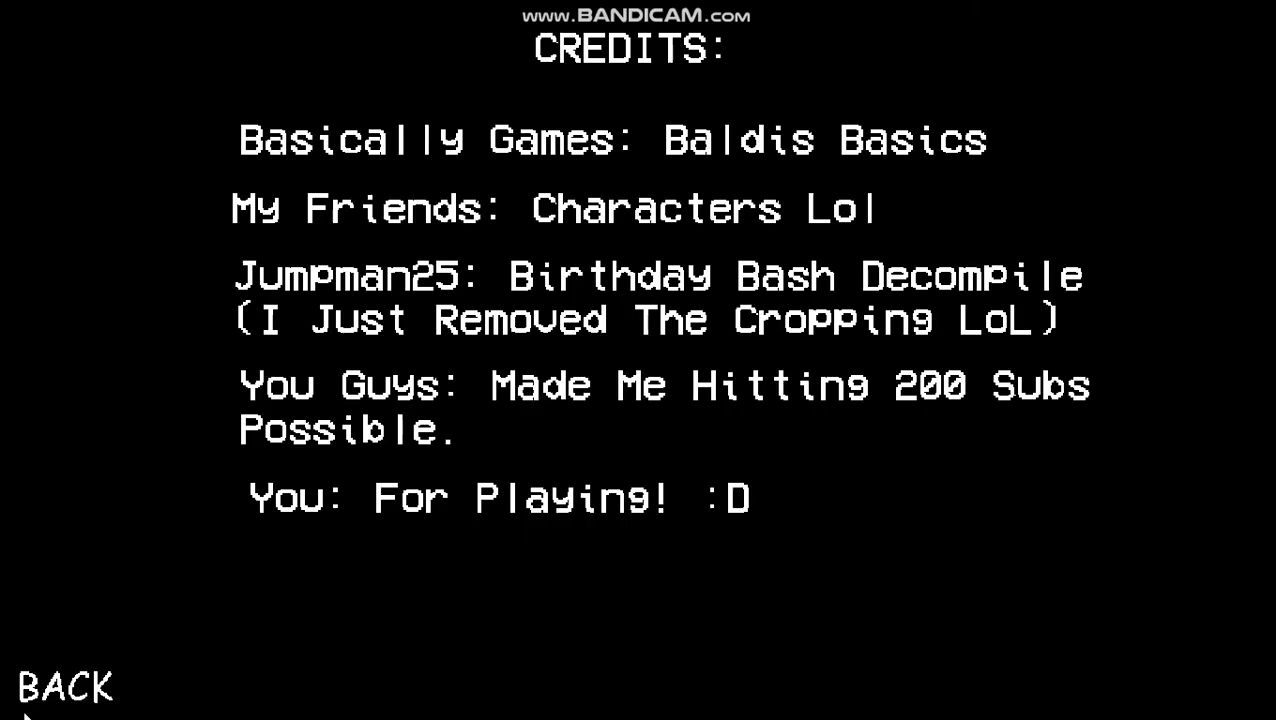 www.BANDICAM.com
CREDITS:
Basically Games: Baldis Basics
My Friends: Characters Lol
Jumpman25: Birthday Bash Decompile
(I Just Removed The Cropping LoL)
You Guys: Made Me Hitting 200 Subs
Possible.
You: For Playing! :D
BACK